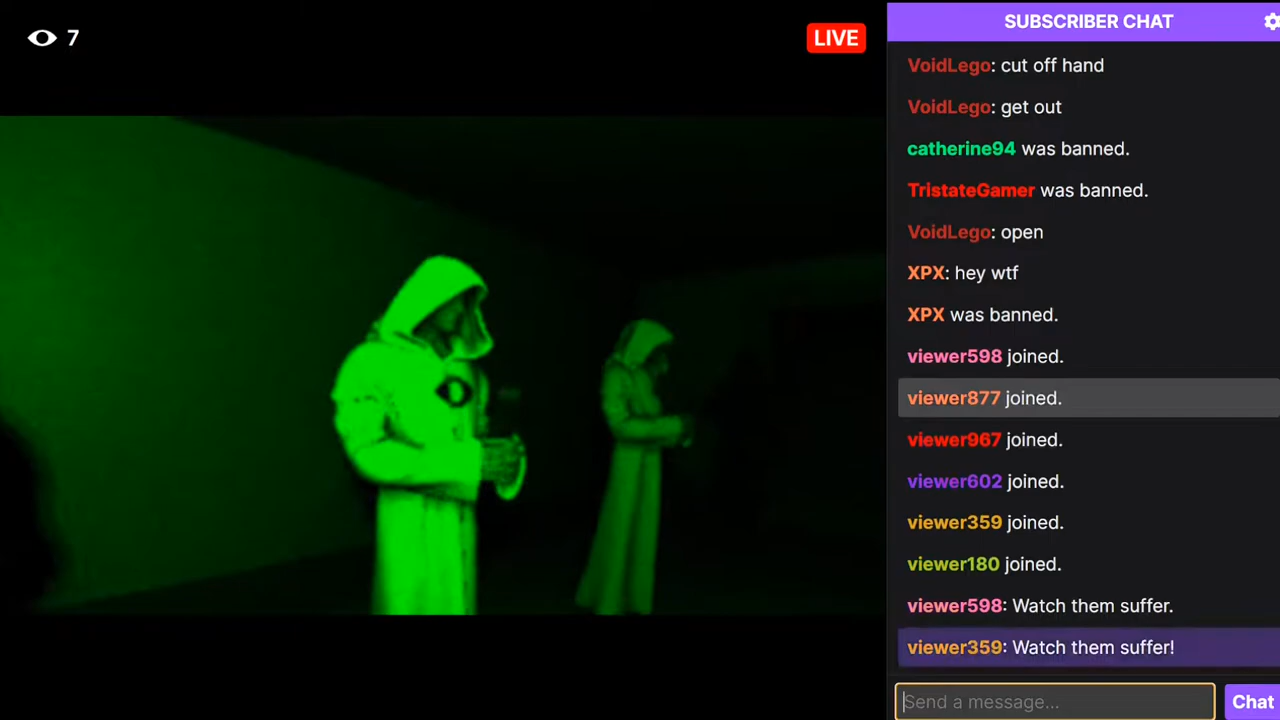 7
LIVE
SUBSCRIBER CHAT
VoidLego: cut off hand
VoidLego: get out
catherine94 was banned.
TristateGamer was banned.
VoidLego: open
XPX: hey wtf
XPX was banned.
viewer598 joined.
viewer877 joined.
viewer967 joined.
viewer602 joined.
viewer359 joined.
viewer180 joined.
viewer598: Watch them suffer.
viewer359: Watch them suffer!
Send a message...
Chat